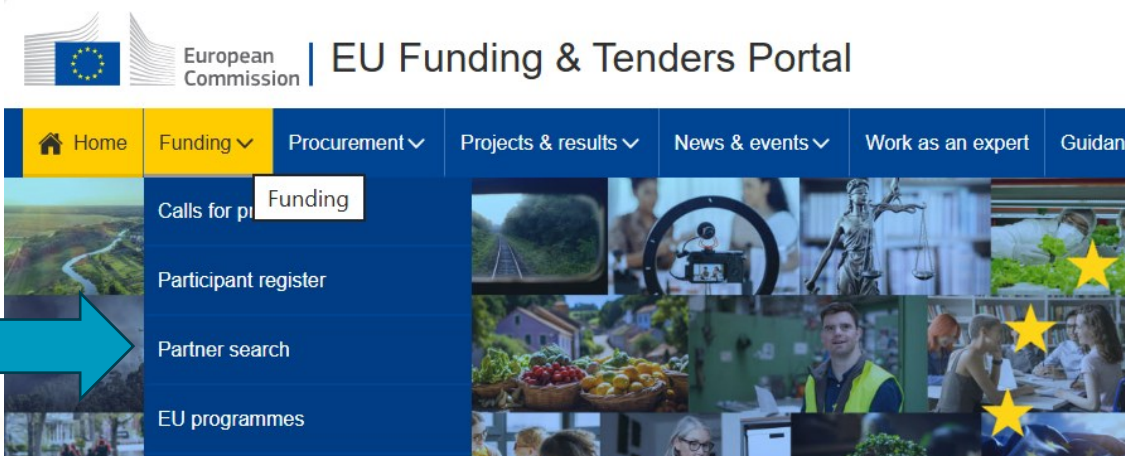 European
Commission
EU Funding & Tenders Portal
Home
Funding
Procurement
Projects & results
News & events
Work as an expert
Guidan
Funding
Calls for pr
Participant register
Partner search
EU programmes